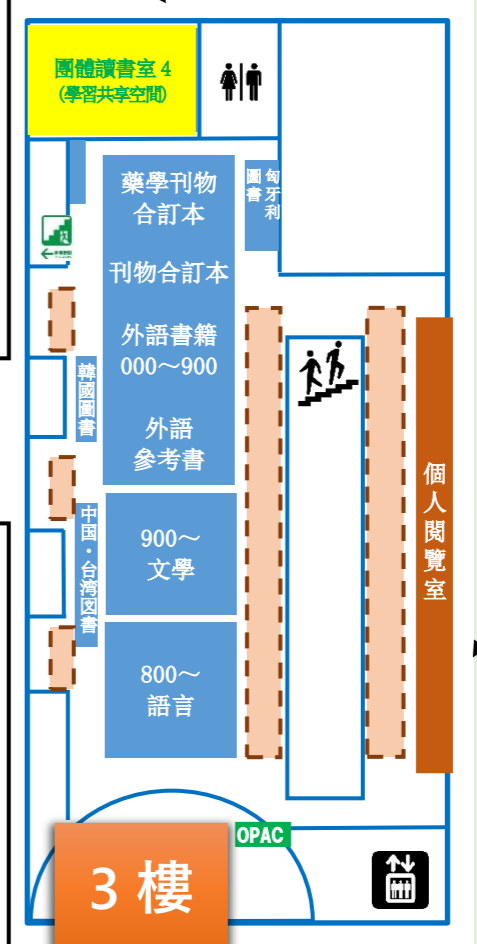 團體讀書室 4
(學習共享空間)
藥學刊物
合訂本
匈牙利
圖書
刊物合訂本
外語書籍
000～900
外語
參考書
韓國圖書
中国・台湾図書
900～
文學
800～
語言
個人閱覽室
OPAC
3 樓